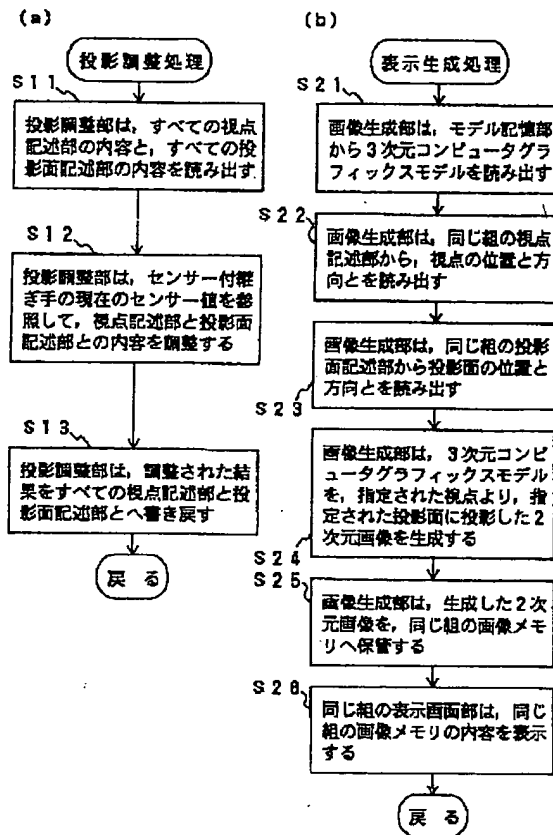 (a)
投影調整処理
S11
投影調整部は，すべての視点
記述部の内容と，すべての投
影面記述部の内容を読み出す
S12
投影調整部は，センサー付継
ぎ手の現在のセンサー値を参
照して，視点記述部と投影面
記述部との内容を調整する
S13
投影調整部は，調整された結
果をすべての視点記述部と投
影面記述部とへ書き戻す
戻る
(b)
表示生成処理
S21
画像生成部は，モデル記憶部
から3次元コンピュータグラ
フィックスモデルを読み出す
S22
画像生成部は，同じ組の視点
記述部から，視点の位置と方
向とを読み出す
S23
画像生成部は，同じ組の投影
面記述部から投影面の位置と
方向とを読み出す
S24
画像生成部は，3次元コンピ
ュータグラフィックスモデル
を，指定された視点より，指
定された投影面に投影した2
次元画像を生成する
S25
画像生成部は，生成した2次
元画像を，同じ組の画像メモ
リへ保管する
S26
同じ組の表示画面部は，同じ
組の画像メモリの内容を表示
する
戻る